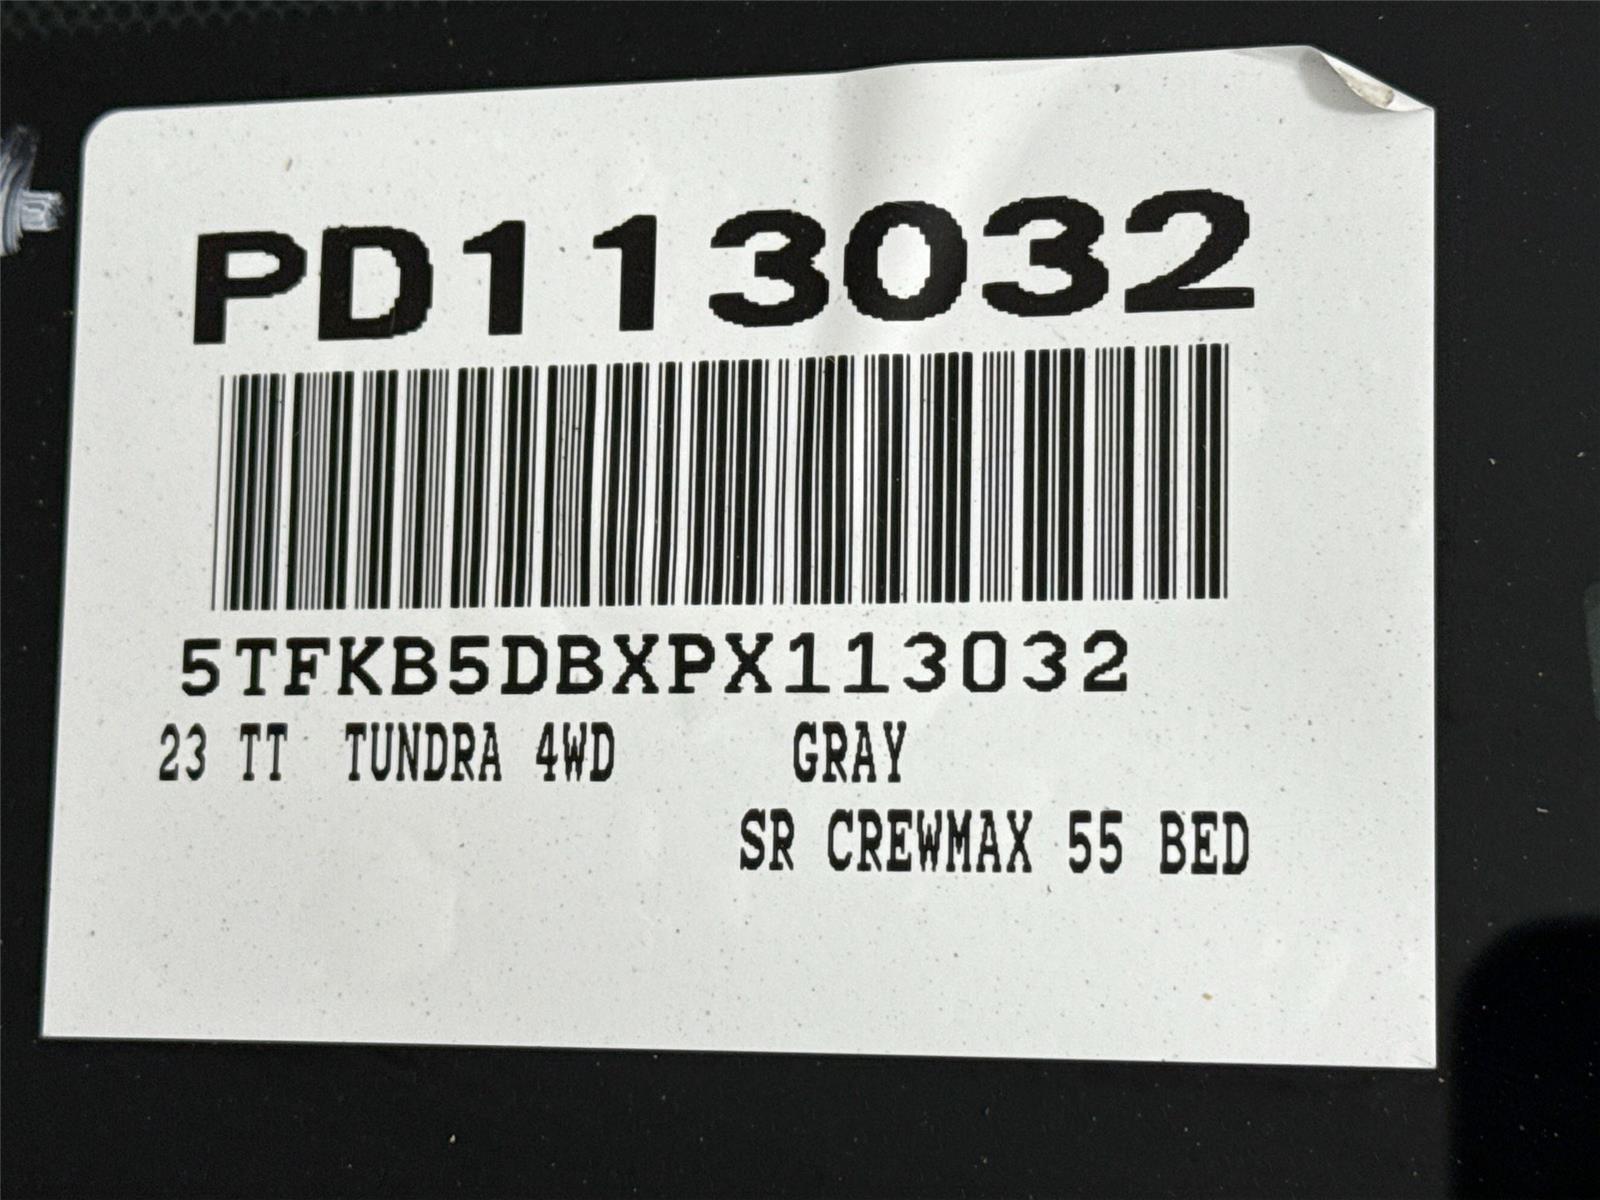 PD113032
5TFKB5DBXPX113032
23 TT TUNDRA 4WD GRAY
SR CREWMAX 55 BED